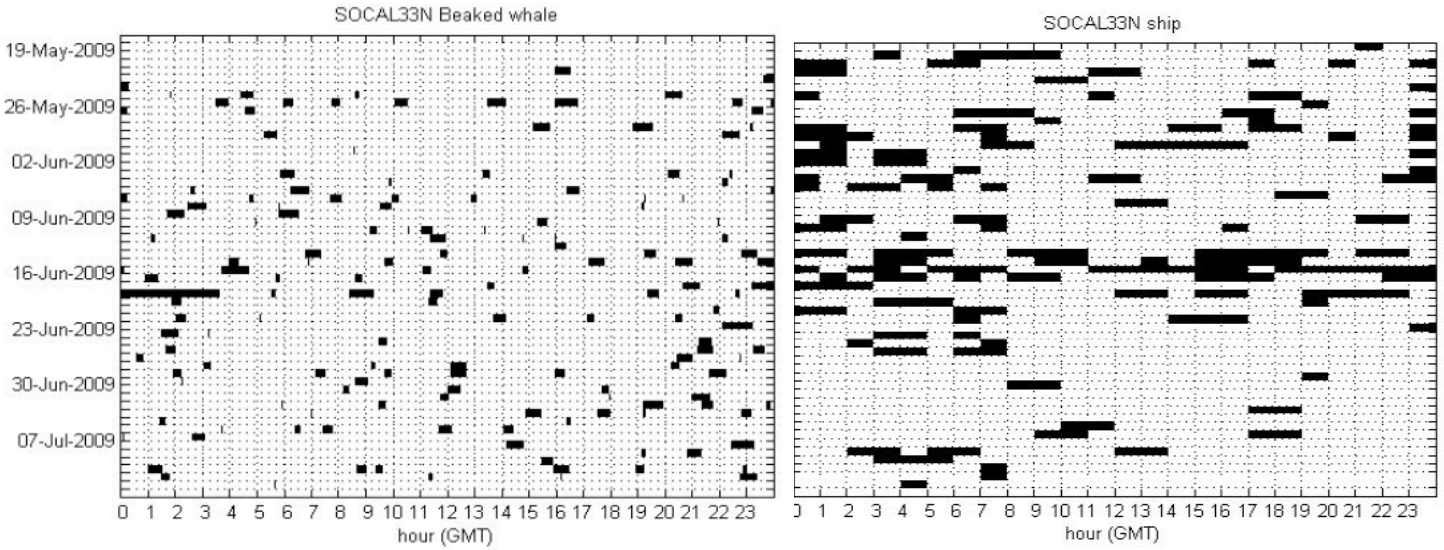 SOCAL33N Beaked whale
19-May-2009
26-May-2009
02-Jun-2009
09-Jun-2009
16-Jun-2009
23-Jun-2009
30-Jun-2009
07-Jul-2009
0 1 2 3 4 5 6 7 8 9 10 11 12 13 14 15 16 17 18 19 20 21 22 23
hour (GMT)
SOCAL33N ship
0 1 2 3 4 5 6 7 8 9 10 11 12 13 14 15 16 17 18 19 20 21 22 23
hour (GMT)